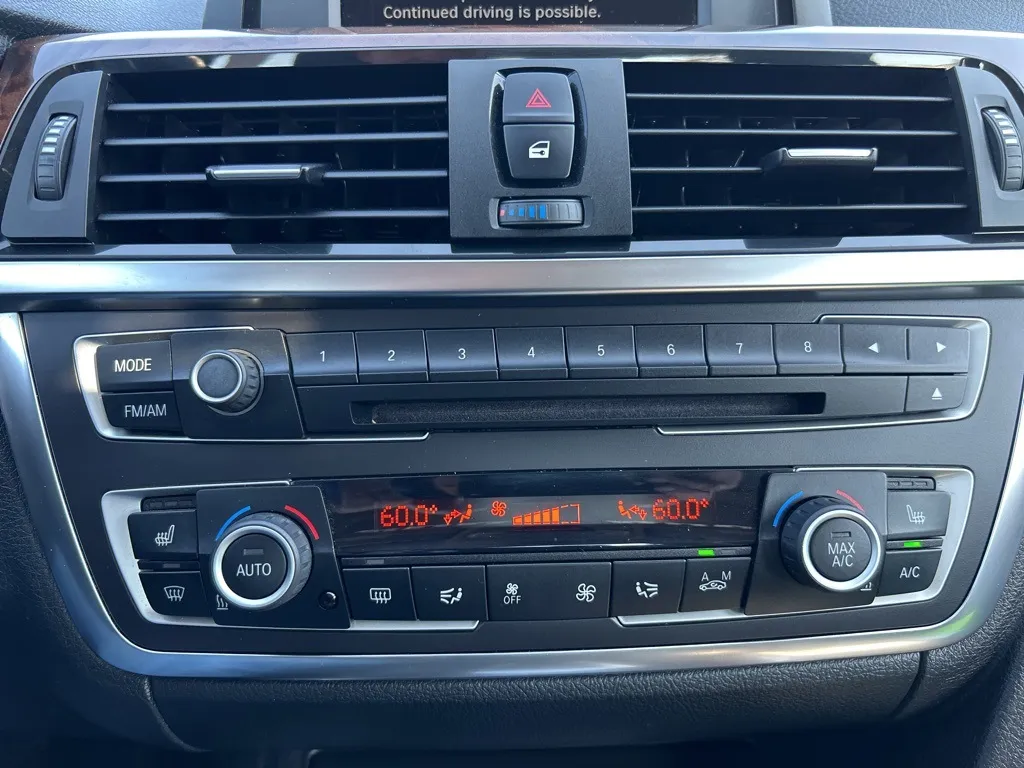 Continued driving is possible.
MODE
1 2 3 4 5 6 7 8
FM/AM
60.0° 60.0°
AUTO
OFF
A M
MAX
A/C
A/C